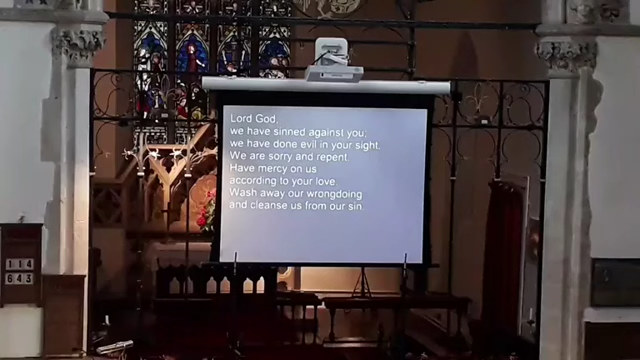 Lord God,
we have sinned against you;
we have done evil in your sight.
We are sorry and repent.
Have mercy on us
according to your love.
Wash away our wrongdoing
and cleanse us from our sin.
114
643